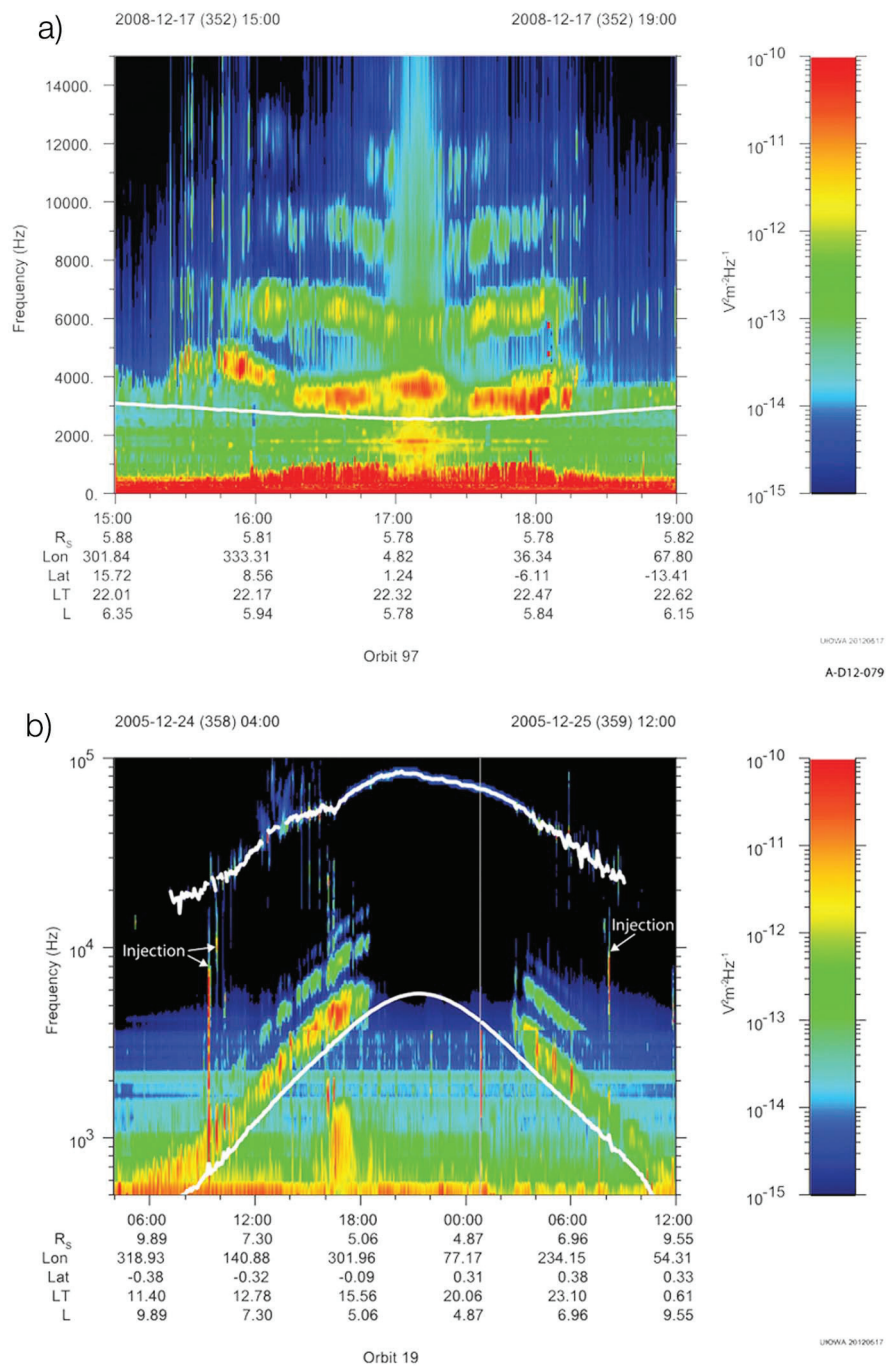 a)
2008-12-17 (352) 15:00 2008-12-17 (352) 19:00
14000.
12000.
10000.
8000.
6000.
4000.
2000.
0.
Frequency (Hz)
10-10
10-11
10-12
10-13
10-14
10-15
V2m-2Hz-1
15:00 16:00 17:00 18:00 19:00
RS 5.88 5.81 5.78 5.78 5.82
Lon 301.84 333.31 4.82 36.34 67.80
Lat 15.72 8.56 1.24 -6.11 -13.41
LT 22.01 22.17 22.32 22.47 22.62
L 6.35 5.94 5.78 5.84 6.15
Orbit 97
UIOWA 20120517
A-D12-079
b)
2005-12-24 (358) 04:00 2005-12-25 (359) 12:00
105
104
103
Frequency (Hz)
Injection
Injection
10-10
10-11
10-12
10-13
10-14
10-15
V2m-2Hz-1
06:00 12:00 18:00 00:00 06:00 12:00
RS 9.89 7.30 5.06 4.87 6.96 9.55
Lon 318.93 140.88 301.96 77.17 234.15 54.31
Lat -0.38 -0.32 -0.09 0.31 0.38 0.33
LT 11.40 12.78 15.56 20.06 23.10 0.61
L 9.89 7.30 5.06 4.87 6.96 9.55
Orbit 19
UIOWA 20120517